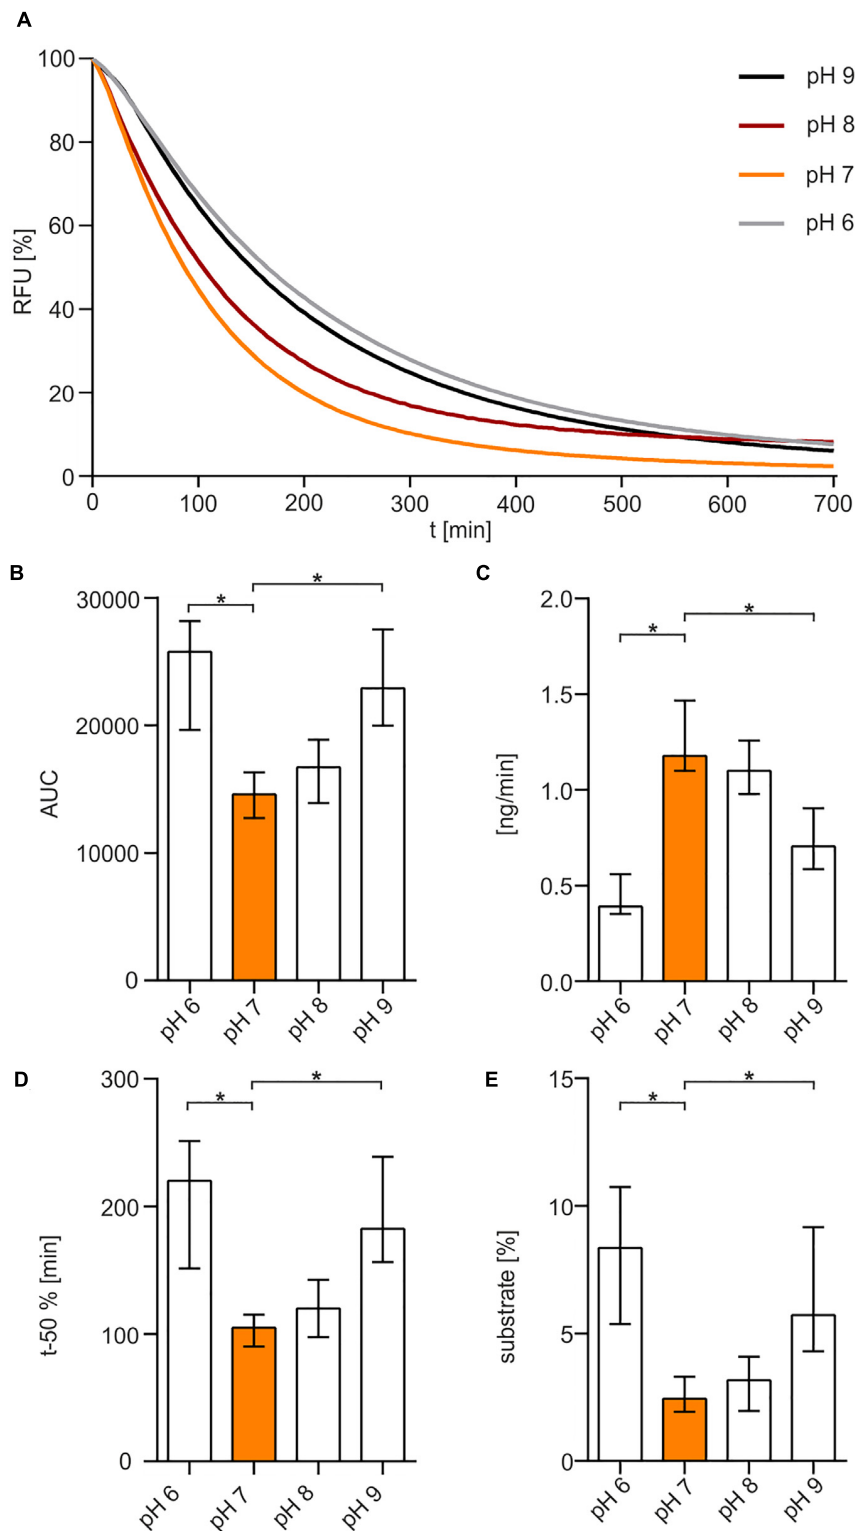 A
100
80
60
40
20
0
RFU [%]
pH 9
pH 8
pH 7
pH 6
0 100 200 300 400 500 600 700
t [min]
B
30000
20000
10000
0
AUC
* *
pH 6 pH 7 pH 8 pH 9
C
2.0
1.5
1.0
0.5
0.0
[ng/min]
* *
pH 6 pH 7 pH 8 pH 9
D
300
200
100
0
t-50 % [min]
* *
pH 6 pH 7 pH 8 pH 9
E
15
10
5
0
substrate [%]
* *
pH 6 pH 7 pH 8 pH 9